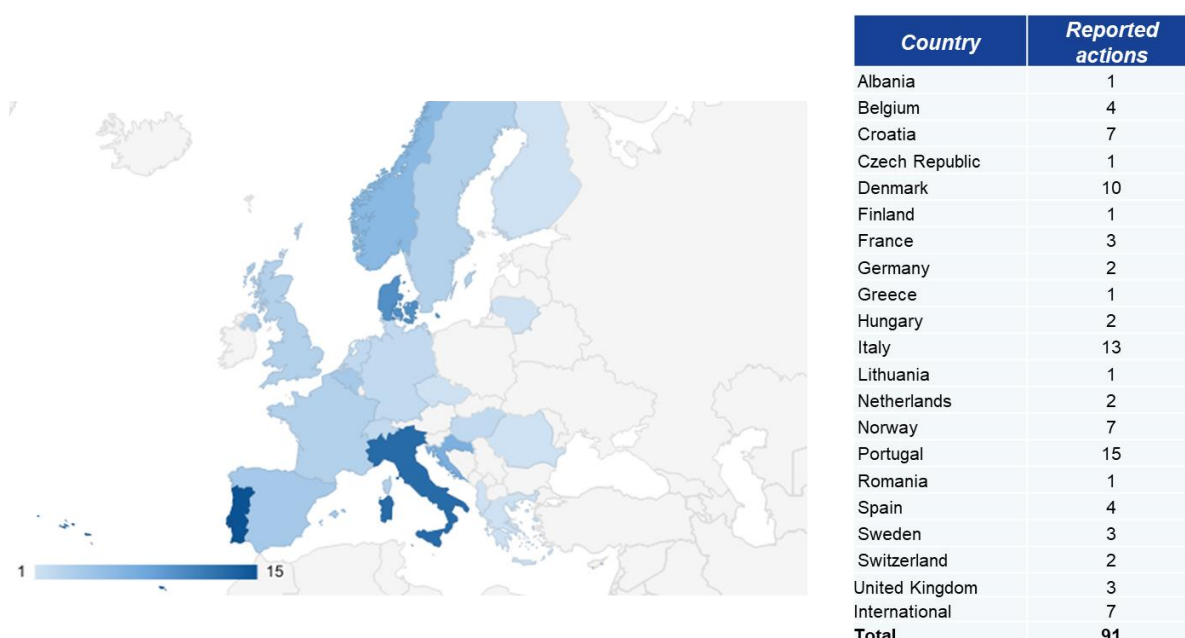 Country Reported actions
Albania 1
Belgium 4
Croatia 7
Czech Republic 1
Denmark 10
Finland 1
France 3
Germany 2
Greece 1
Hungary 2
Italy 13
Lithuania 1
Netherlands 2
Norway 7
Portugal 15
Romania 1
Spain 4
Sweden 3
Switzerland 2
United Kingdom 3
International 7
Total 91
1 15